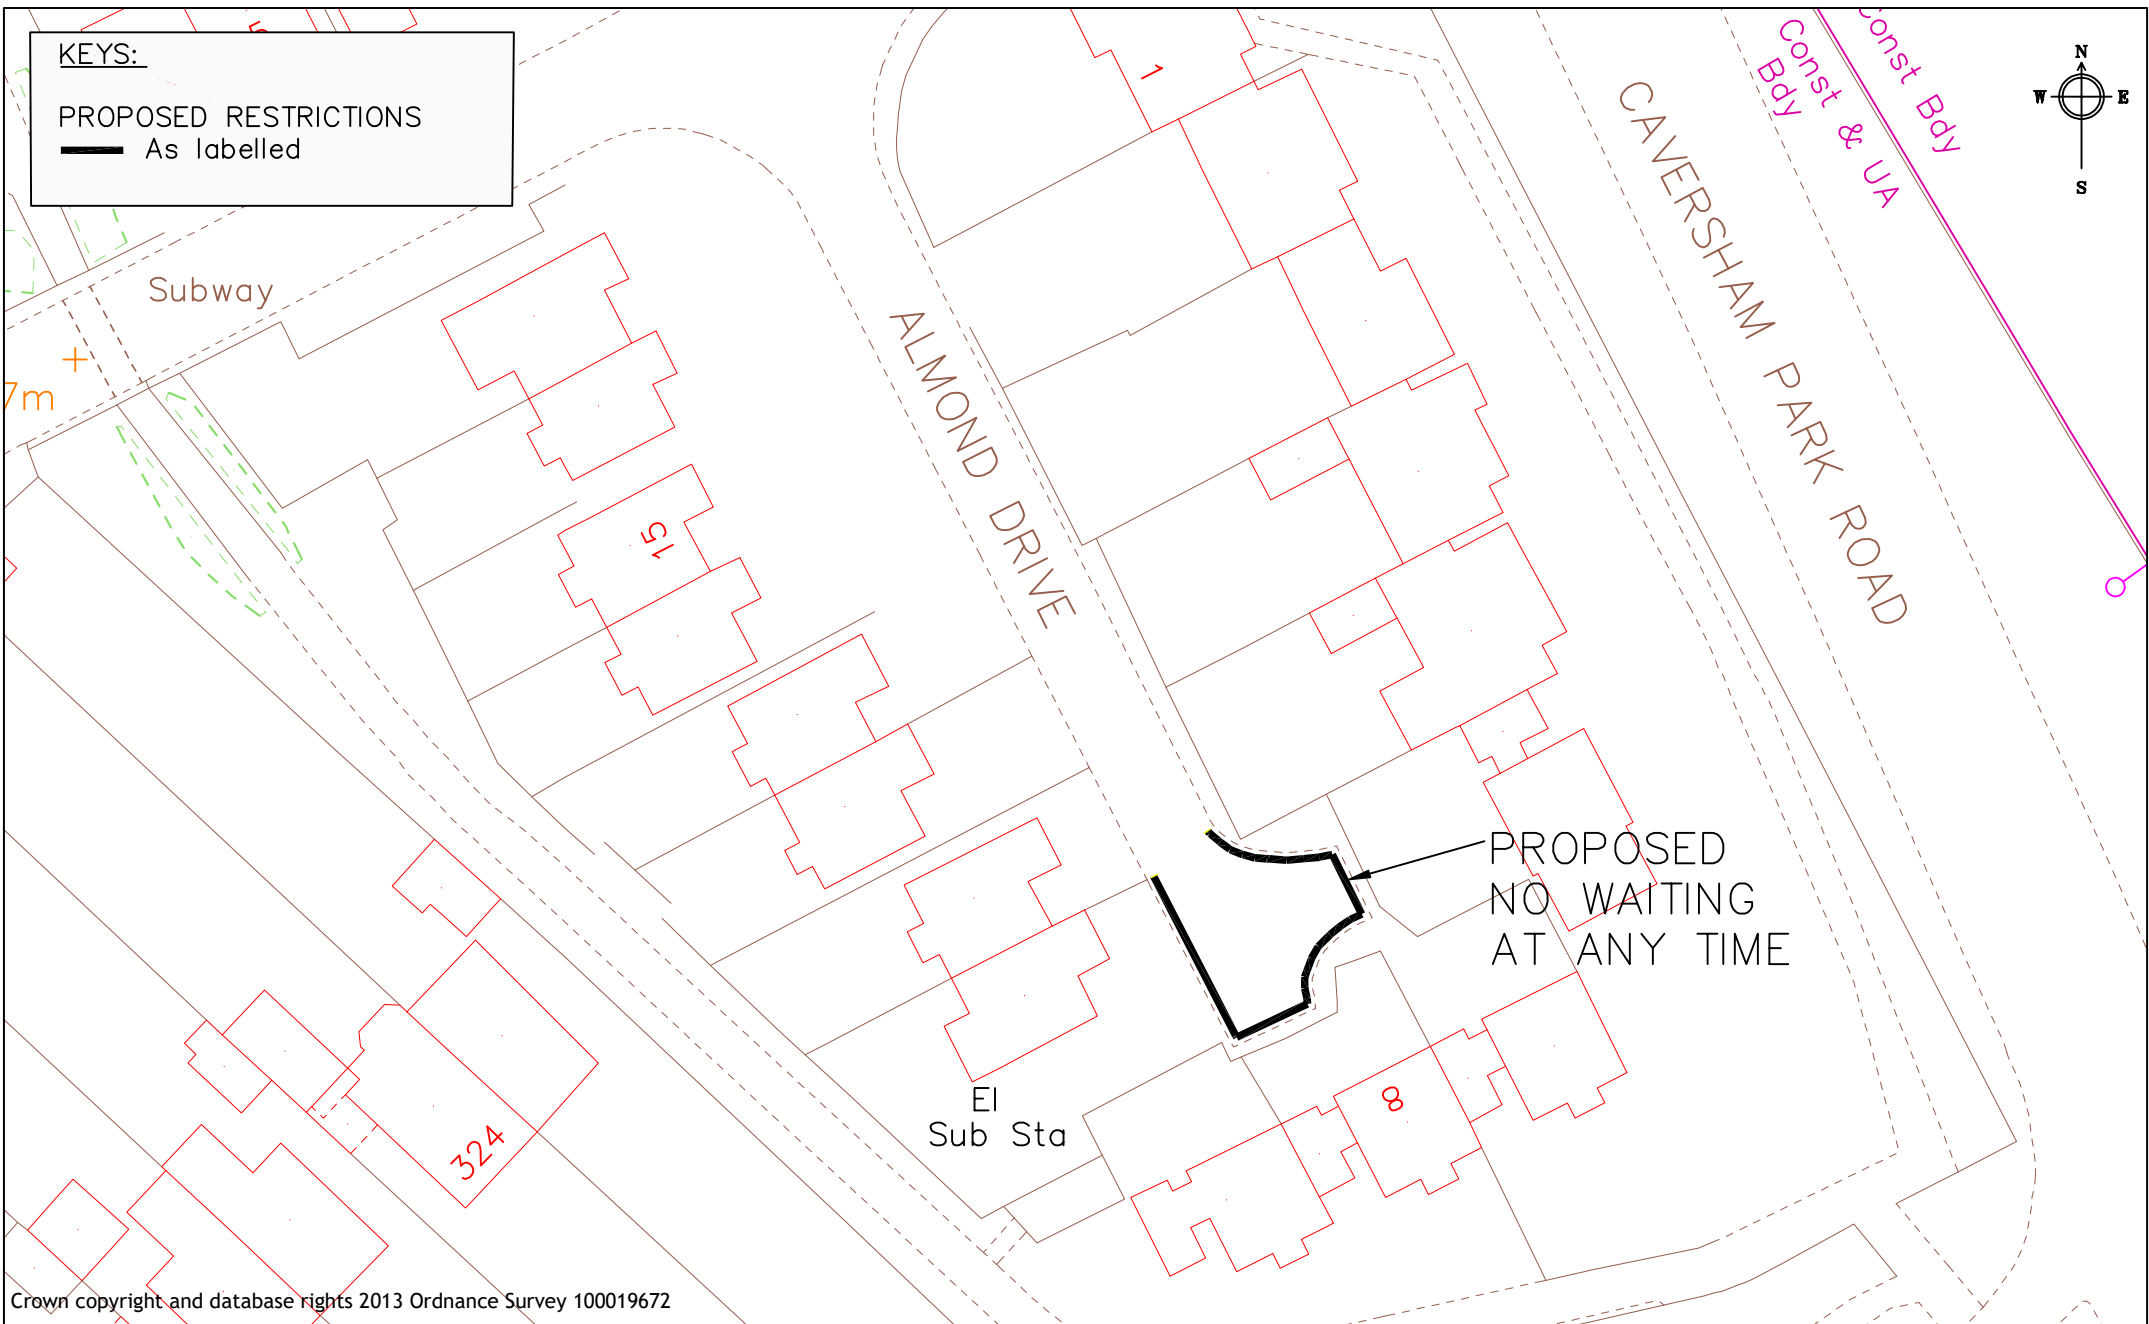 KEYS:
PROPOSED RESTRICTIONS
As labelled
Subway
7m
ALMOND DRIVE
CAVERSHAM PARK ROAD
Const Bdy
Const & UA
Bdy
N
W E
S
1
15
8
324
PROPOSED
NO WAITING
AT ANY TIME
El
Sub Sta
Crown copyright and database rights 2013 Ordnance Survey 100019672